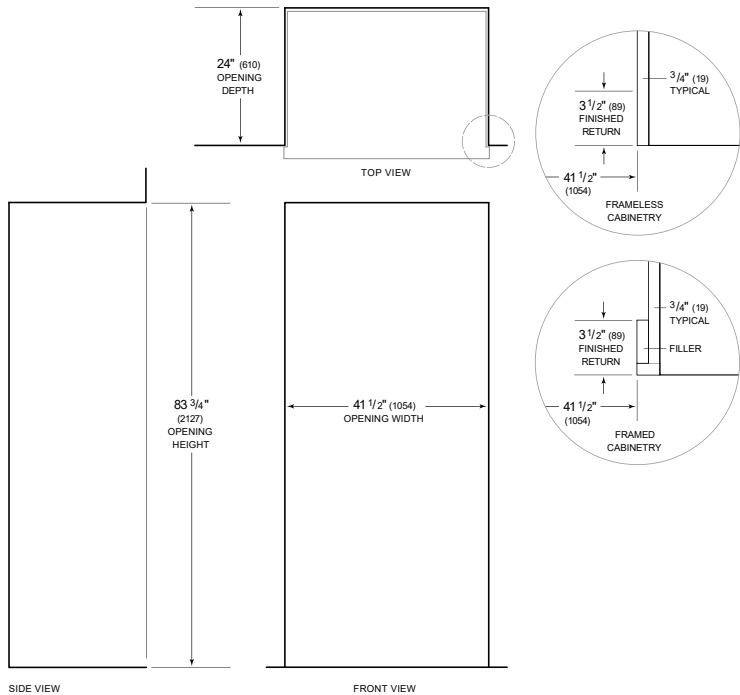 24" (610)
OPENING
DEPTH
TOP VIEW
3/4" (19)
TYPICAL
3 1/2" (89)
FINISHED
RETURN
41 1/2"
(1054)
FRAMELESS
CABINETRY
3/4" (19)
TYPICAL
3 1/2" (89)
FINISHED
RETURN
FILLER
41 1/2"
(1054)
FRAMED
CABINETRY
83 3/4"
(2127)
OPENING
HEIGHT
41 1/2" (1054)
OPENING WIDTH
SIDE VIEW
FRONT VIEW